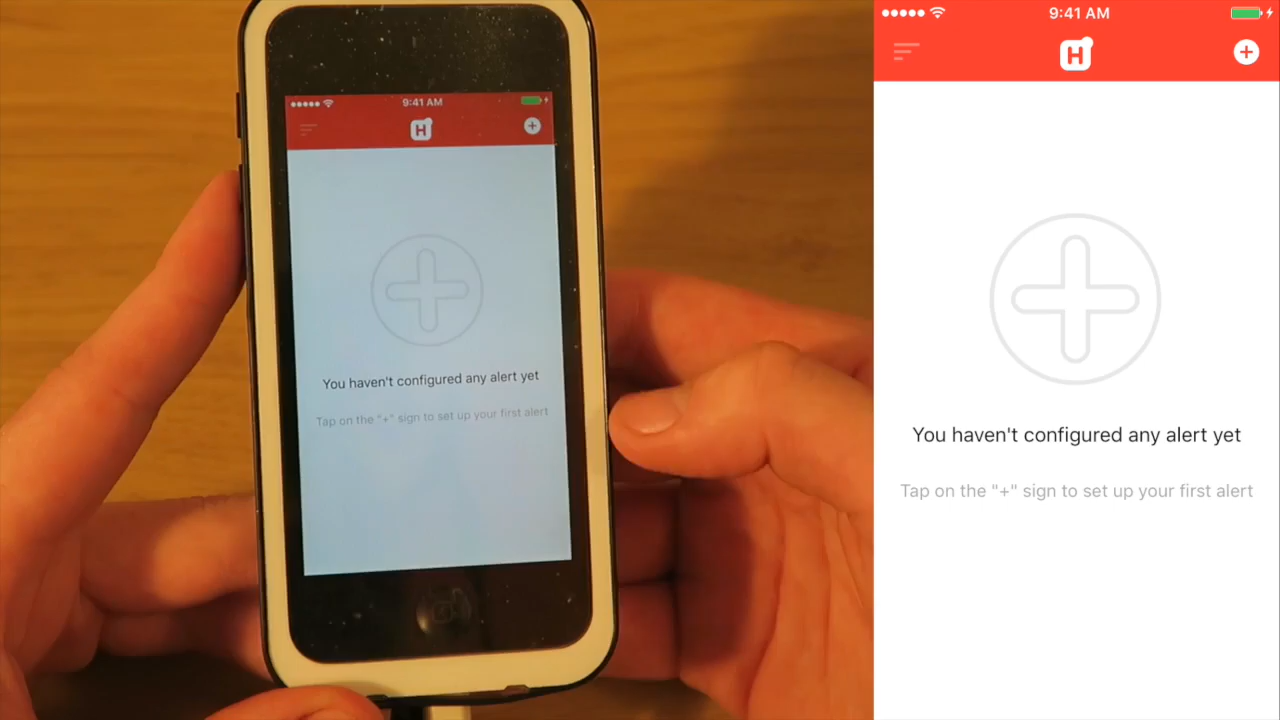 9:41 AM
H
You haven't configured any alert yet
Tap on the "+" sign to set up your first alert
9:41 AM
H
You haven't configured any alert yet
Tap on the "+" sign to set up your first alert